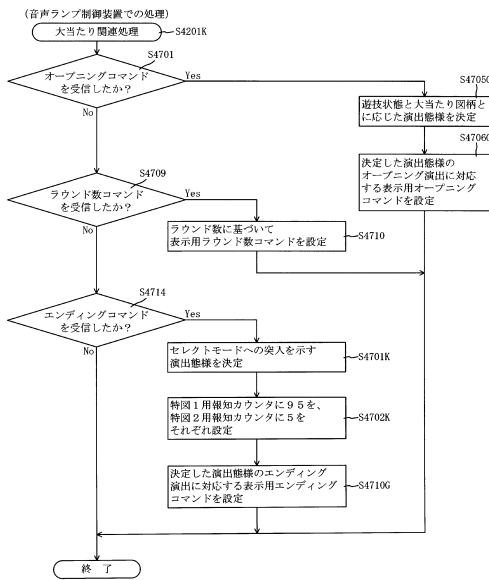 (音声ランプ制御装置での処理)
大当たり関連処理
S4201K
S4701
オープニングコマンド
を受信したか?
Yes
No
S4705G
遊技状態と大当たり図柄と
に応じた演出態様を決定
S4706G
決定した演出態様の
オープニング演出に対応
する表示用オープニング
コマンドを設定
S4709
ラウンド数コマンド
を受信したか?
Yes
No
ラウンド数に基づいて
表示用ラウンド数コマンドを設定
S4710
S4714
エンディングコマンド
を受信したか?
Yes
No
セレクトモードへの突入を示す
演出態様を決定
S4701K
特図1用報知カウンタに95を、
特図2用報知カウンタに5を
それぞれ設定
S4702K
決定した演出態様のエンディング
演出に対応する表示用エンディング
コマンドを設定
S4710G
終 了